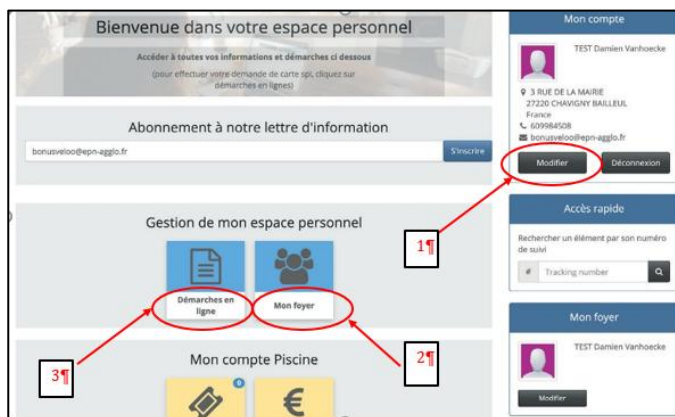 Bienvenue dans votre espace personnel
Accéder à toutes vos informations et démarches ci dessous
(pour effectuer votre demande de carte spi, cliquez sur
démarches en lignes)
Abonnement à notre lettre d'information
bonusveloo@epn-agglo.fr
S'inscrire
Gestion de mon espace personnel
Démarches en
ligne
Mon foyer
3¶
2¶
1¶
Mon compte Piscine
0
€
Mon compte
TEST Damien Vanhoecke
3 RUE DE LA MAIRIE
27220 CHAVIGNY BAILLEUL
France
609984508
bonusveloo@epn-agglo.fr
Modifier
Déconnexion
Accès rapide
Rechercher un élément par son numéro
de suivi
# Tracking number
Mon foyer
TEST Damien Vanhoecke
Modifier